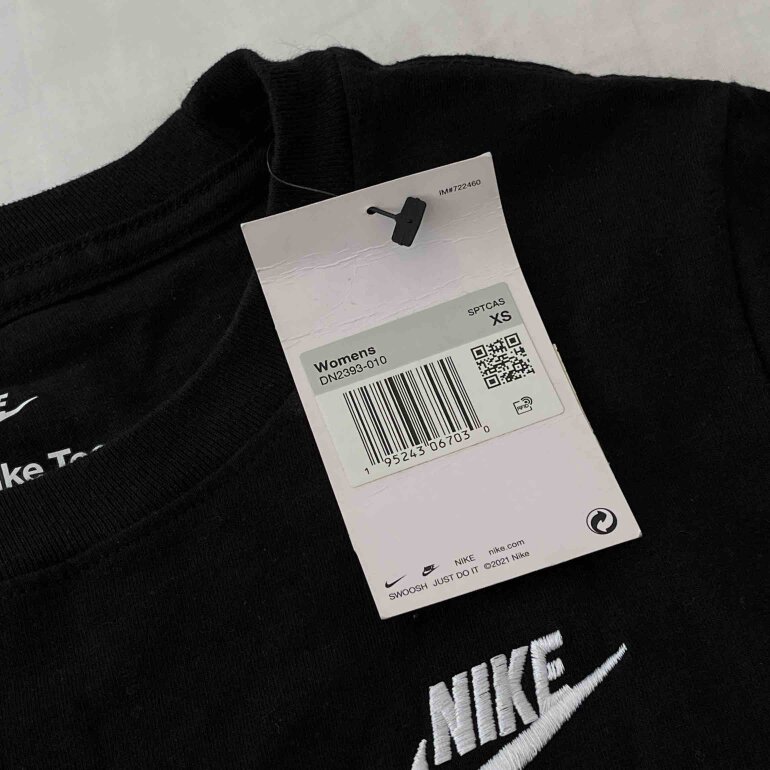 IM#722460
SPTCAS
XS
Womens
DN2393-010
1 95243 06703 0
NIKE nike.com
SWOOSH JUST DO IT ©2021 Nike
NIKE